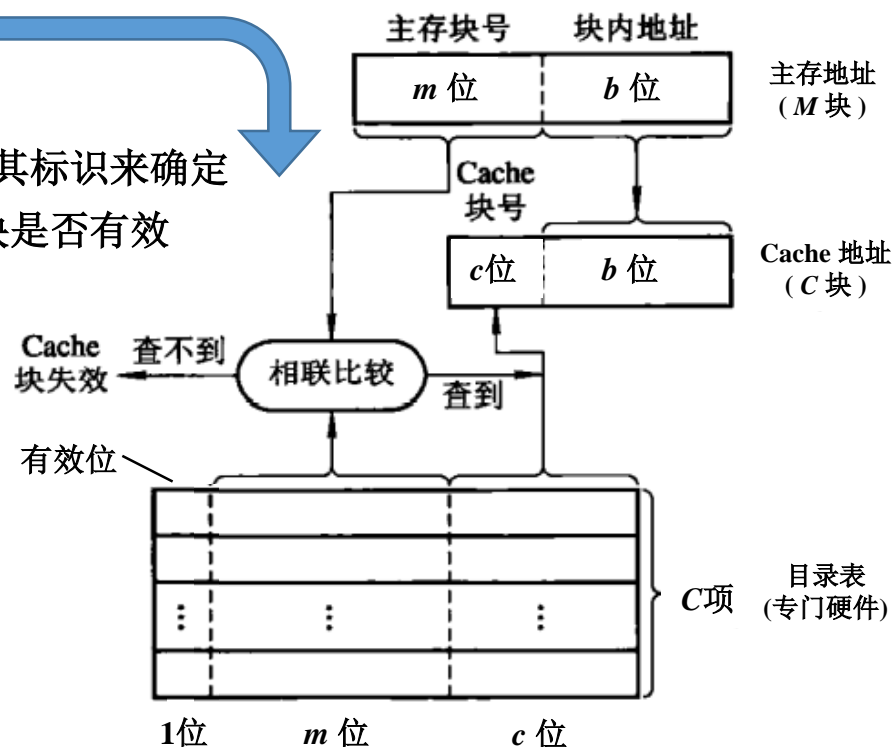 主存块号 块内地址
m 位 b 位
主存地址
( M 块 )
其标识来确定
块是否有效
Cache
块号
c位 b 位
Cache 地址
( C 块 )
Cache
块失效
查不到
相联比较
查到
有效位
⋮ ⋮ ⋮
C项
目录表
(专门硬件)
1位 m 位 c 位